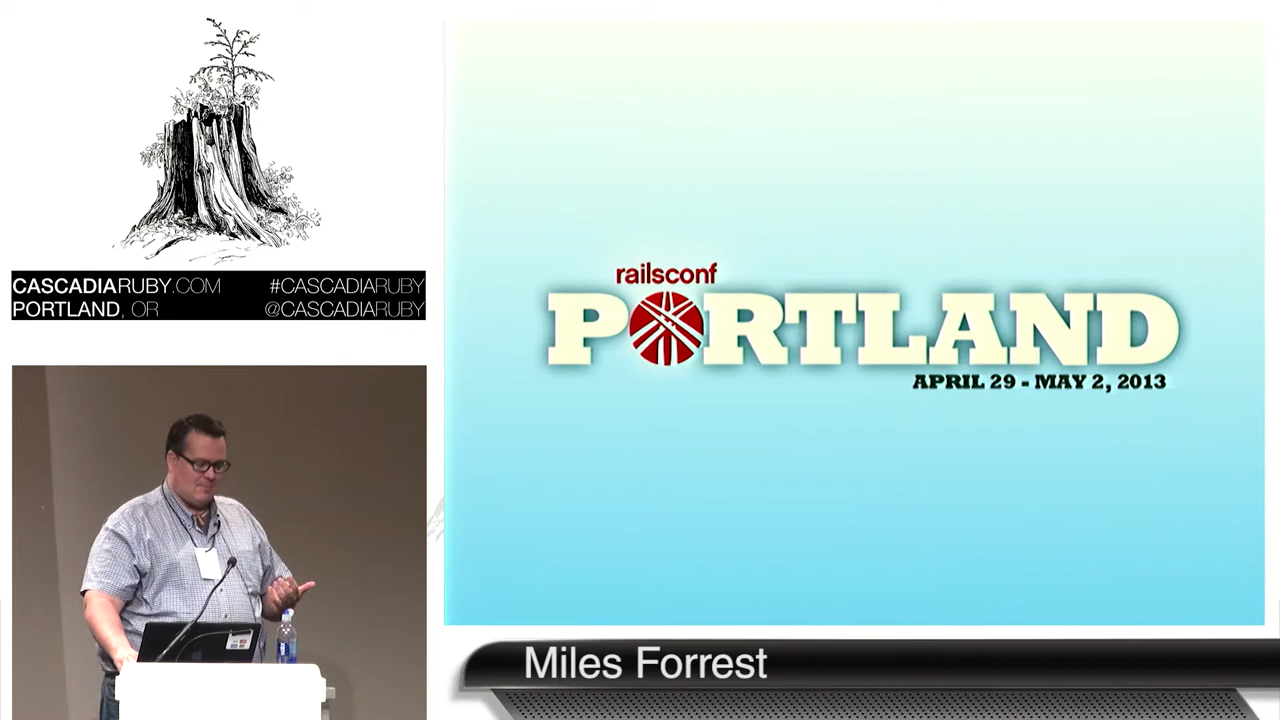 CASCADIARUBY.COM #CASCADIARUBY
PORTLAND, OR @CASCADIARUBY
railsconf
PORTLAND
APRIL 29 - MAY 2, 2013
Miles Forrest